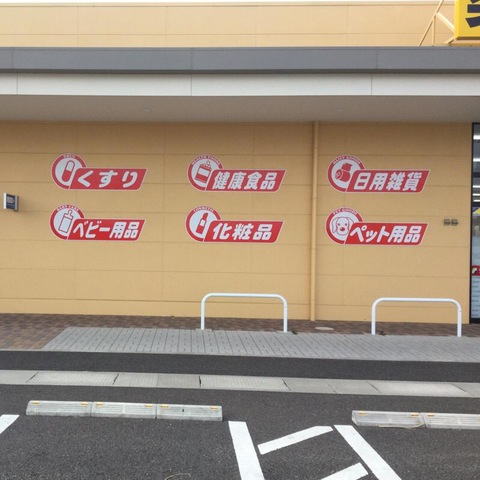 くすり
健康食品
日用雑貨
ベビー用品
化粧品
ペット用品